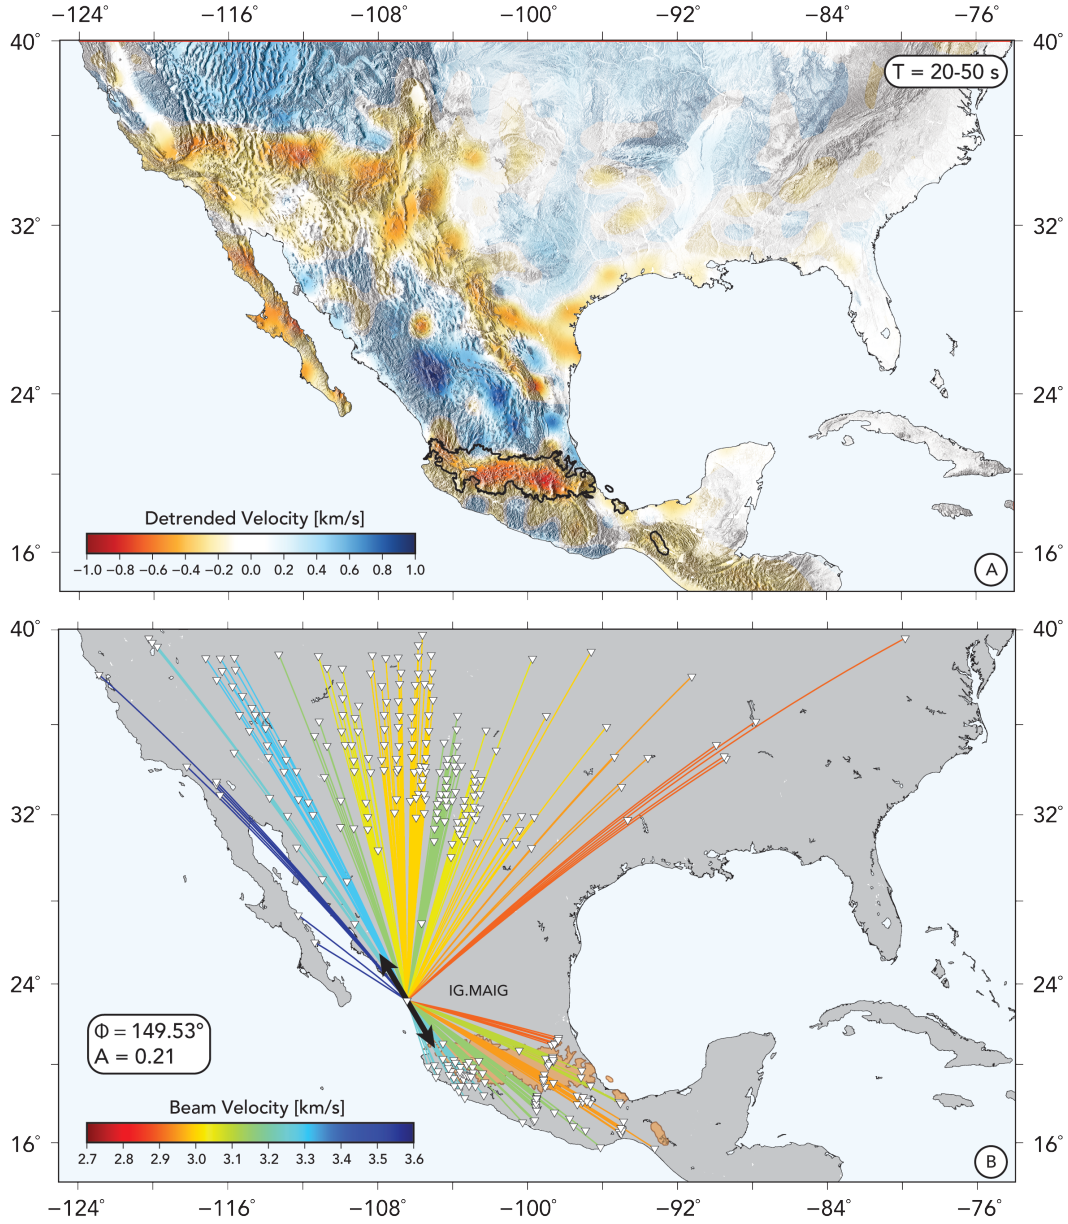 −124° −116° −108° −100° −92° −84° −76°
40° 40°
T = 20-50 s
32° 32°
24° 24°
Detrended Velocity [km/s]
16° 16°
−1.0 −0.8 −0.6 −0.4 −0.2 0.0 0.2 0.4 0.6 0.8 1.0
A
40° 40°
32° 32°
24° 24°
IG.MAIG
Φ = 149.53°
A = 0.21
Beam Velocity [km/s]
16° 16°
2.7 2.8 2.9 3.0 3.1 3.2 3.3 3.4 3.5 3.6
B
−124° −116° −108° −100° −92° −84° −76°